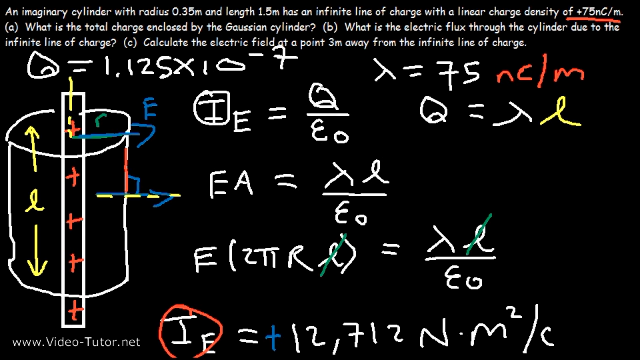 An imaginary cylinder with radius 0.35m and length 1.5m has an infinite line of charge with a linear charge density of +75nC/m.
(a) What is the total charge enclosed by the Gaussian cylinder? (b) What is the electric flux through the cylinder due to the
infinite line of charge? (c) Calculate the electric field at a point 3m away from the infinite line of charge.
Q = 1.125×10⁻⁷ λ = 75 nC/m
r E Φ_E = Q/ε₀ Q = λ l
+
+
l EA = λ l/ε₀
+
+ E(2πRl) = λ l/ε₀
+
www.Video-Tutor.net Φ_E = +12,712 N·m²/C